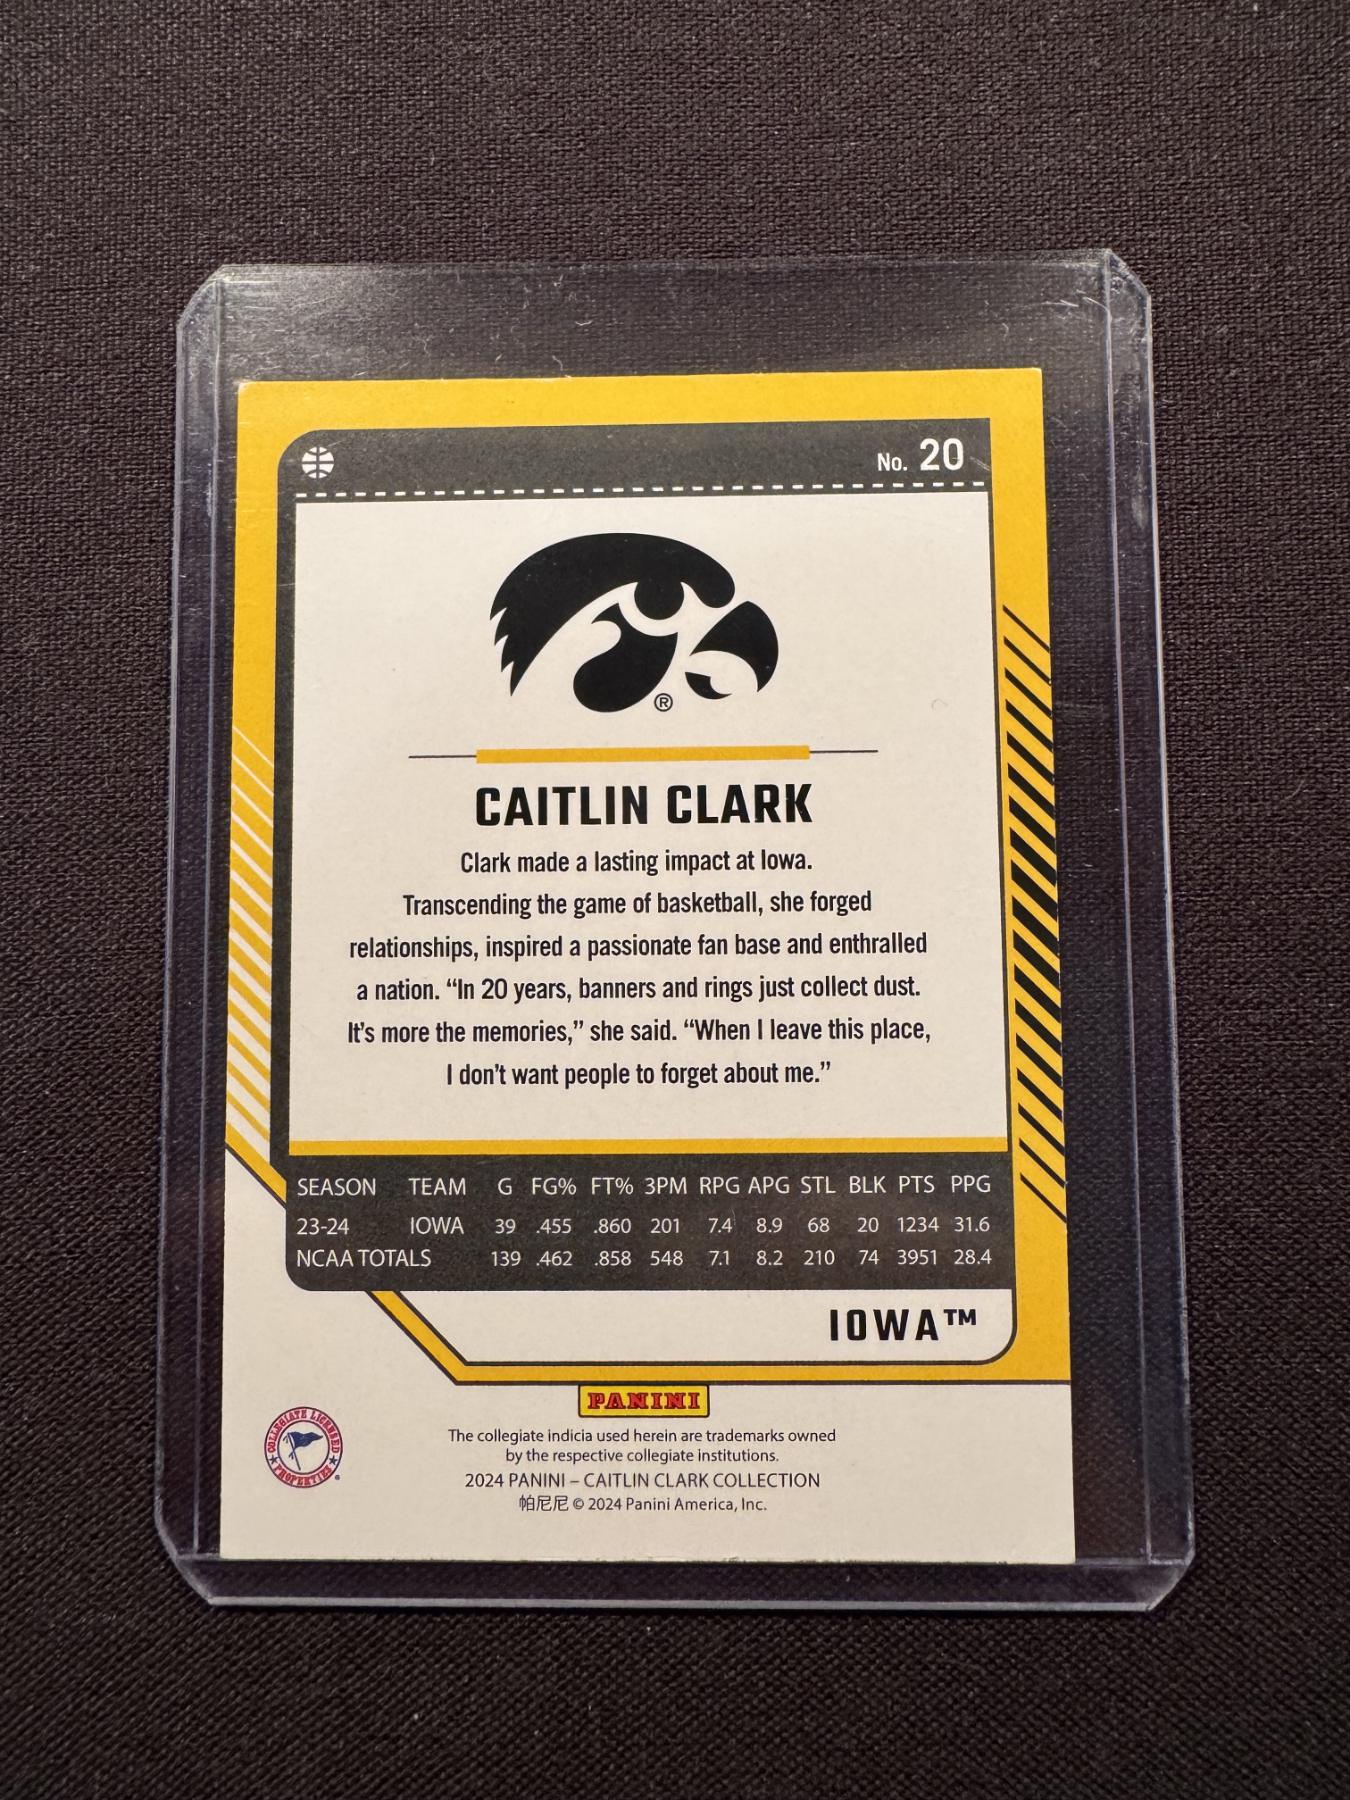 No. 20
®
CAITLIN CLARK
Clark made a lasting impact at Iowa.
Transcending the game of basketball, she forged
relationships, inspired a passionate fan base and enthralled
a nation. “In 20 years, banners and rings just collect dust.
It’s more the memories,” she said. “When I leave this place,
I don’t want people to forget about me.”
SEASON TEAM G FG% FT% 3PM RPG APG STL BLK PTS PPG
23-24 IOWA 39 .455 .860 201 7.4 8.9 68 20 1234 31.6
NCAA TOTALS 139 .462 .858 548 7.1 8.2 210 74 3951 28.4
IOWA™
PANINI
COLLEGIATE LICENSED
PROPERTIES
The collegiate indicia used herein are trademarks owned
by the respective collegiate institutions.
2024 PANINI – CAITLIN CLARK COLLECTION
帕尼尼 © 2024 Panini America, Inc.